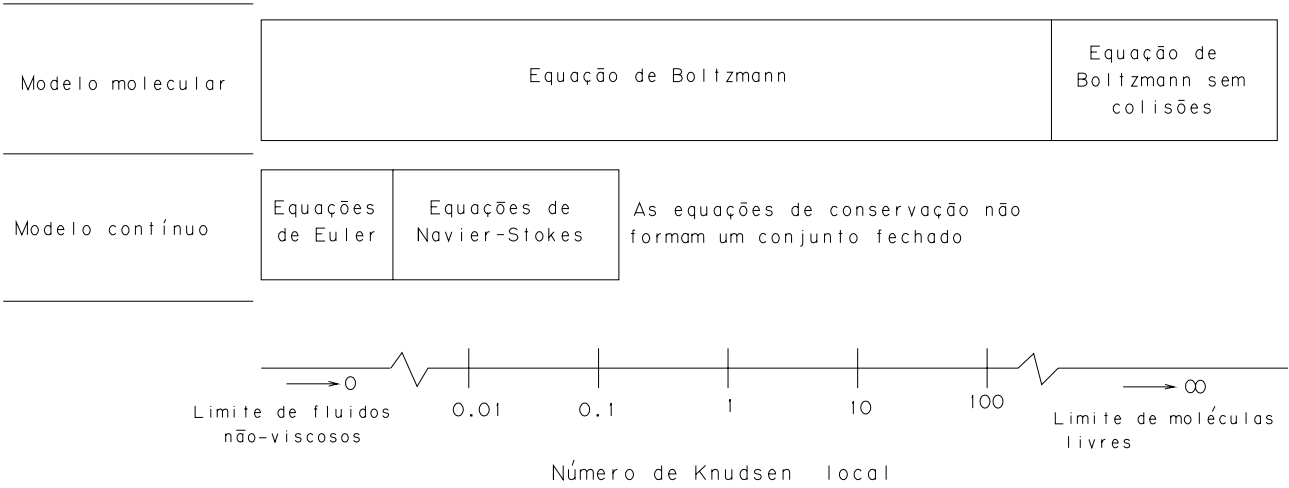 Modelo molecular
Equação de Boltzmann
Equação de
Boltzmann sem
colisões
Modelo contínuo
Equações
de Euler
Equações de
Navier-Stokes
As equações de conservação não
formam um conjunto fechado
0
∞
0.01
0.1
1
10
100
Limite de fluidos
não-viscosos
Limite de moléculas
livres
Número de Knudsen local